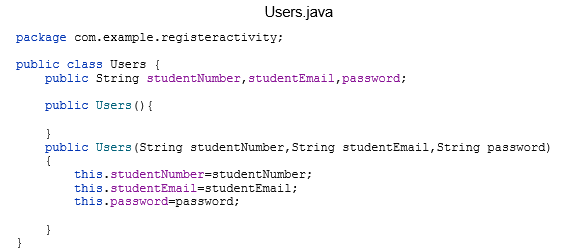 Users.java
package com.example.registeractivity;
public class Users {
public String studentNumber,studentEmail,password;
public Users(){
}
public Users(String studentNumber,String studentEmail,String password)
{
this.studentNumber=studentNumber;
this.studentEmail=studentEmail;
this.password=password;
}
}